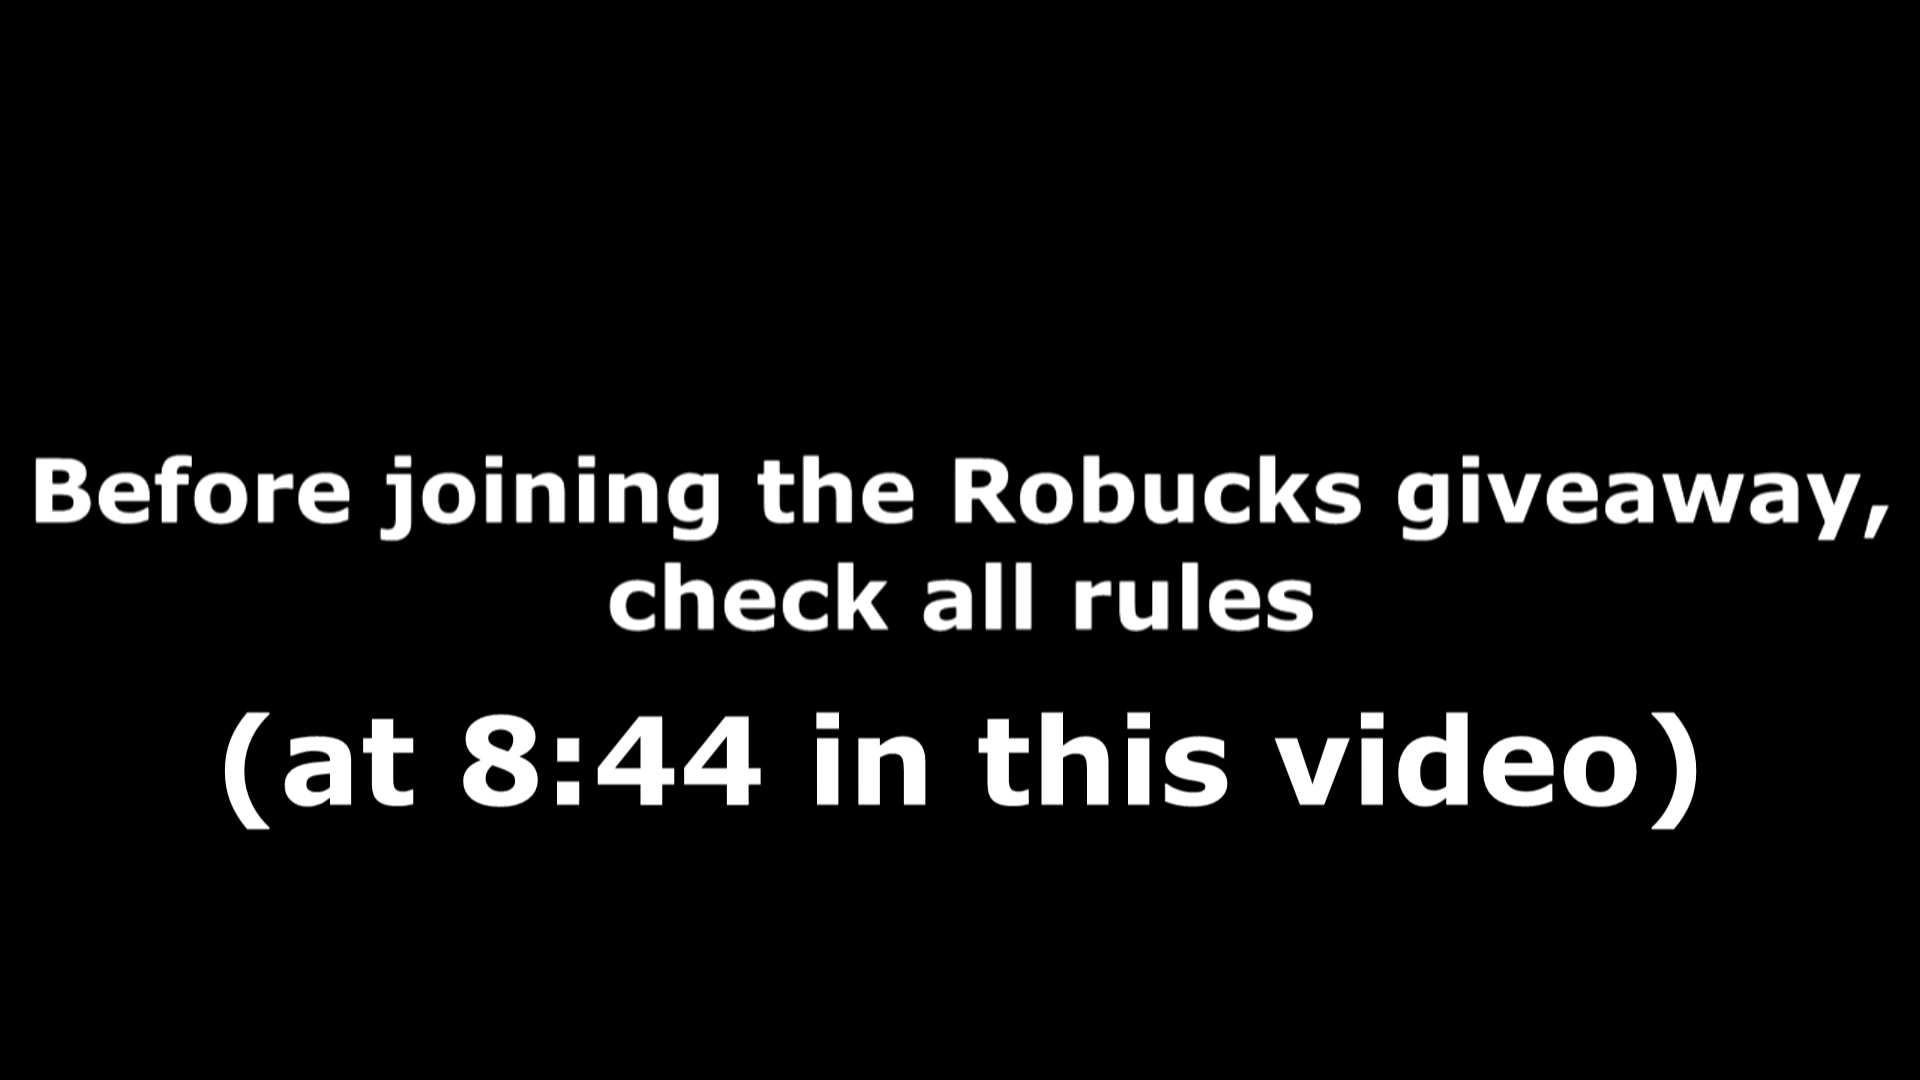 Before joining the Robucks giveaway,
check all rules
(at 8:44 in this video)